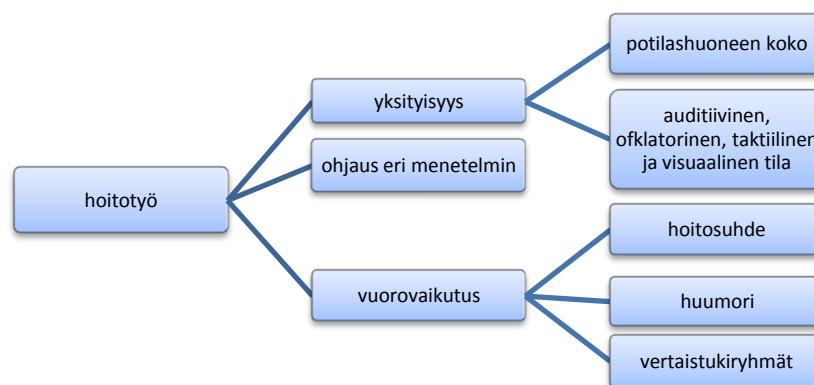 hoitotyö
yksityisyys
potilashuoneen koko
auditiivinen,
ofklatorinen, taktiilinen
ja visuaalinen tila
ohjaus eri menetelmin
vuorovaikutus
hoitosuhde
huumori
vertaistukiryhmät